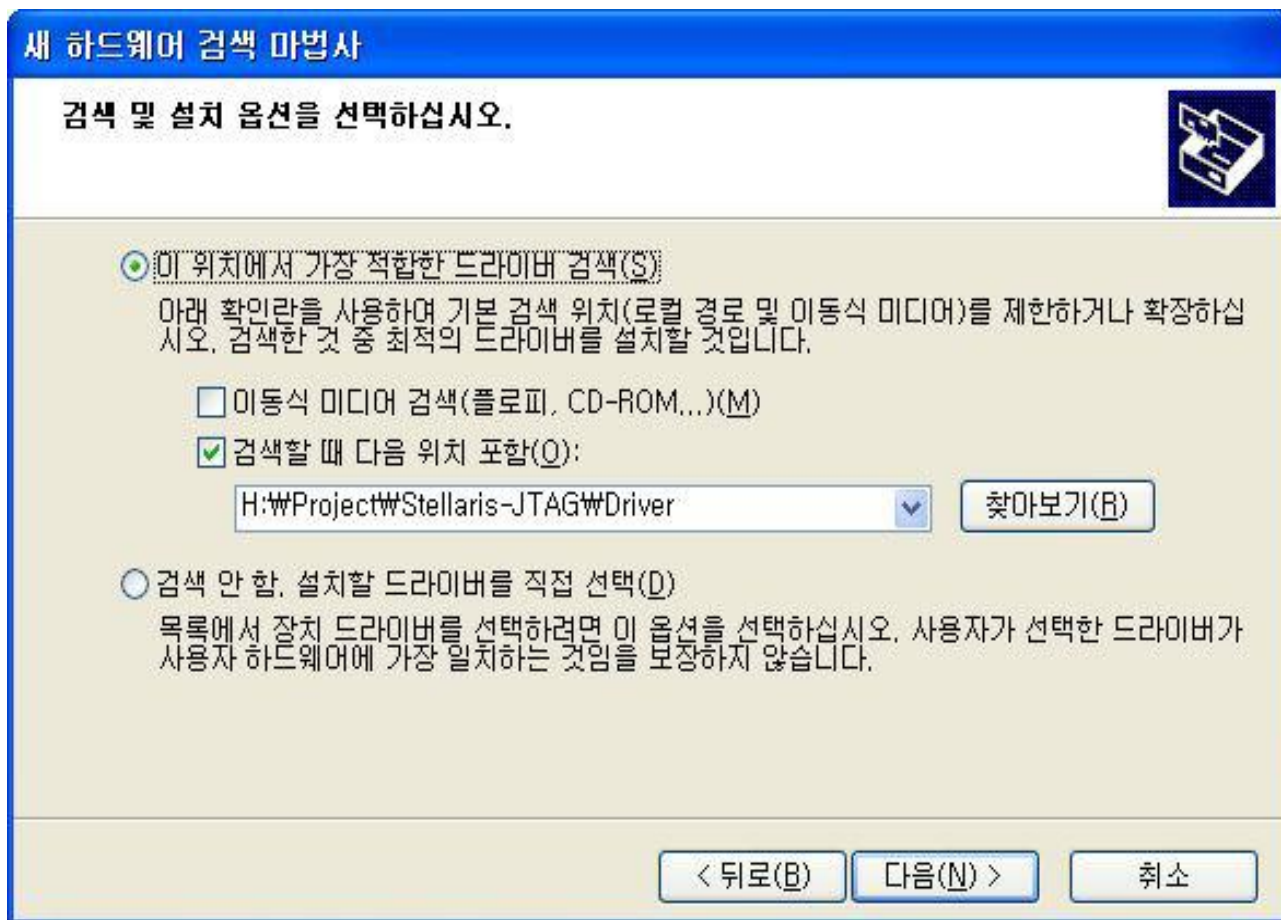 새 하드웨어 검색 마법사
검색 및 설치 옵션을 선택하십시오.
이 위치에서 가장 적합한 드라이버 검색(S)
아래 확인란을 사용하여 기본 검색 위치(로컬 경로 및 이동식 미디어)를 제한하거나 확장하십
시오. 검색한 것 중 최적의 드라이버를 설치할 것입니다.
이동식 미디어 검색(플로피, CD-ROM...)(M)
검색할 때 다음 위치 포함(O):
H:₩Project₩Stellaris-JTAG₩Driver
찾아보기(R)
검색 안 함. 설치할 드라이버를 직접 선택(D)
목록에서 장치 드라이버를 선택하려면 이 옵션을 선택하십시오. 사용자가 선택한 드라이버가
사용자 하드웨어에 가장 일치하는 것임을 보장하지 않습니다.
< 뒤로(B) 다음(N) > 취소